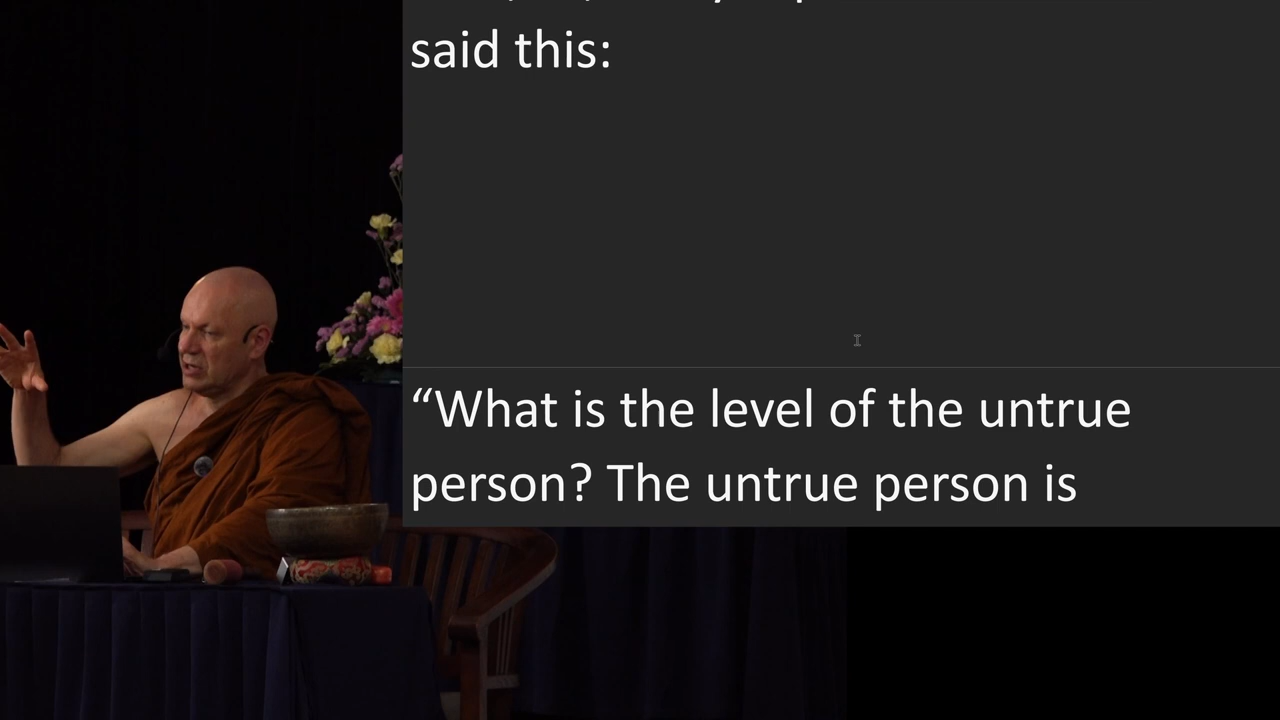 said this:
“What is the level of the untrue
person? The untrue person is